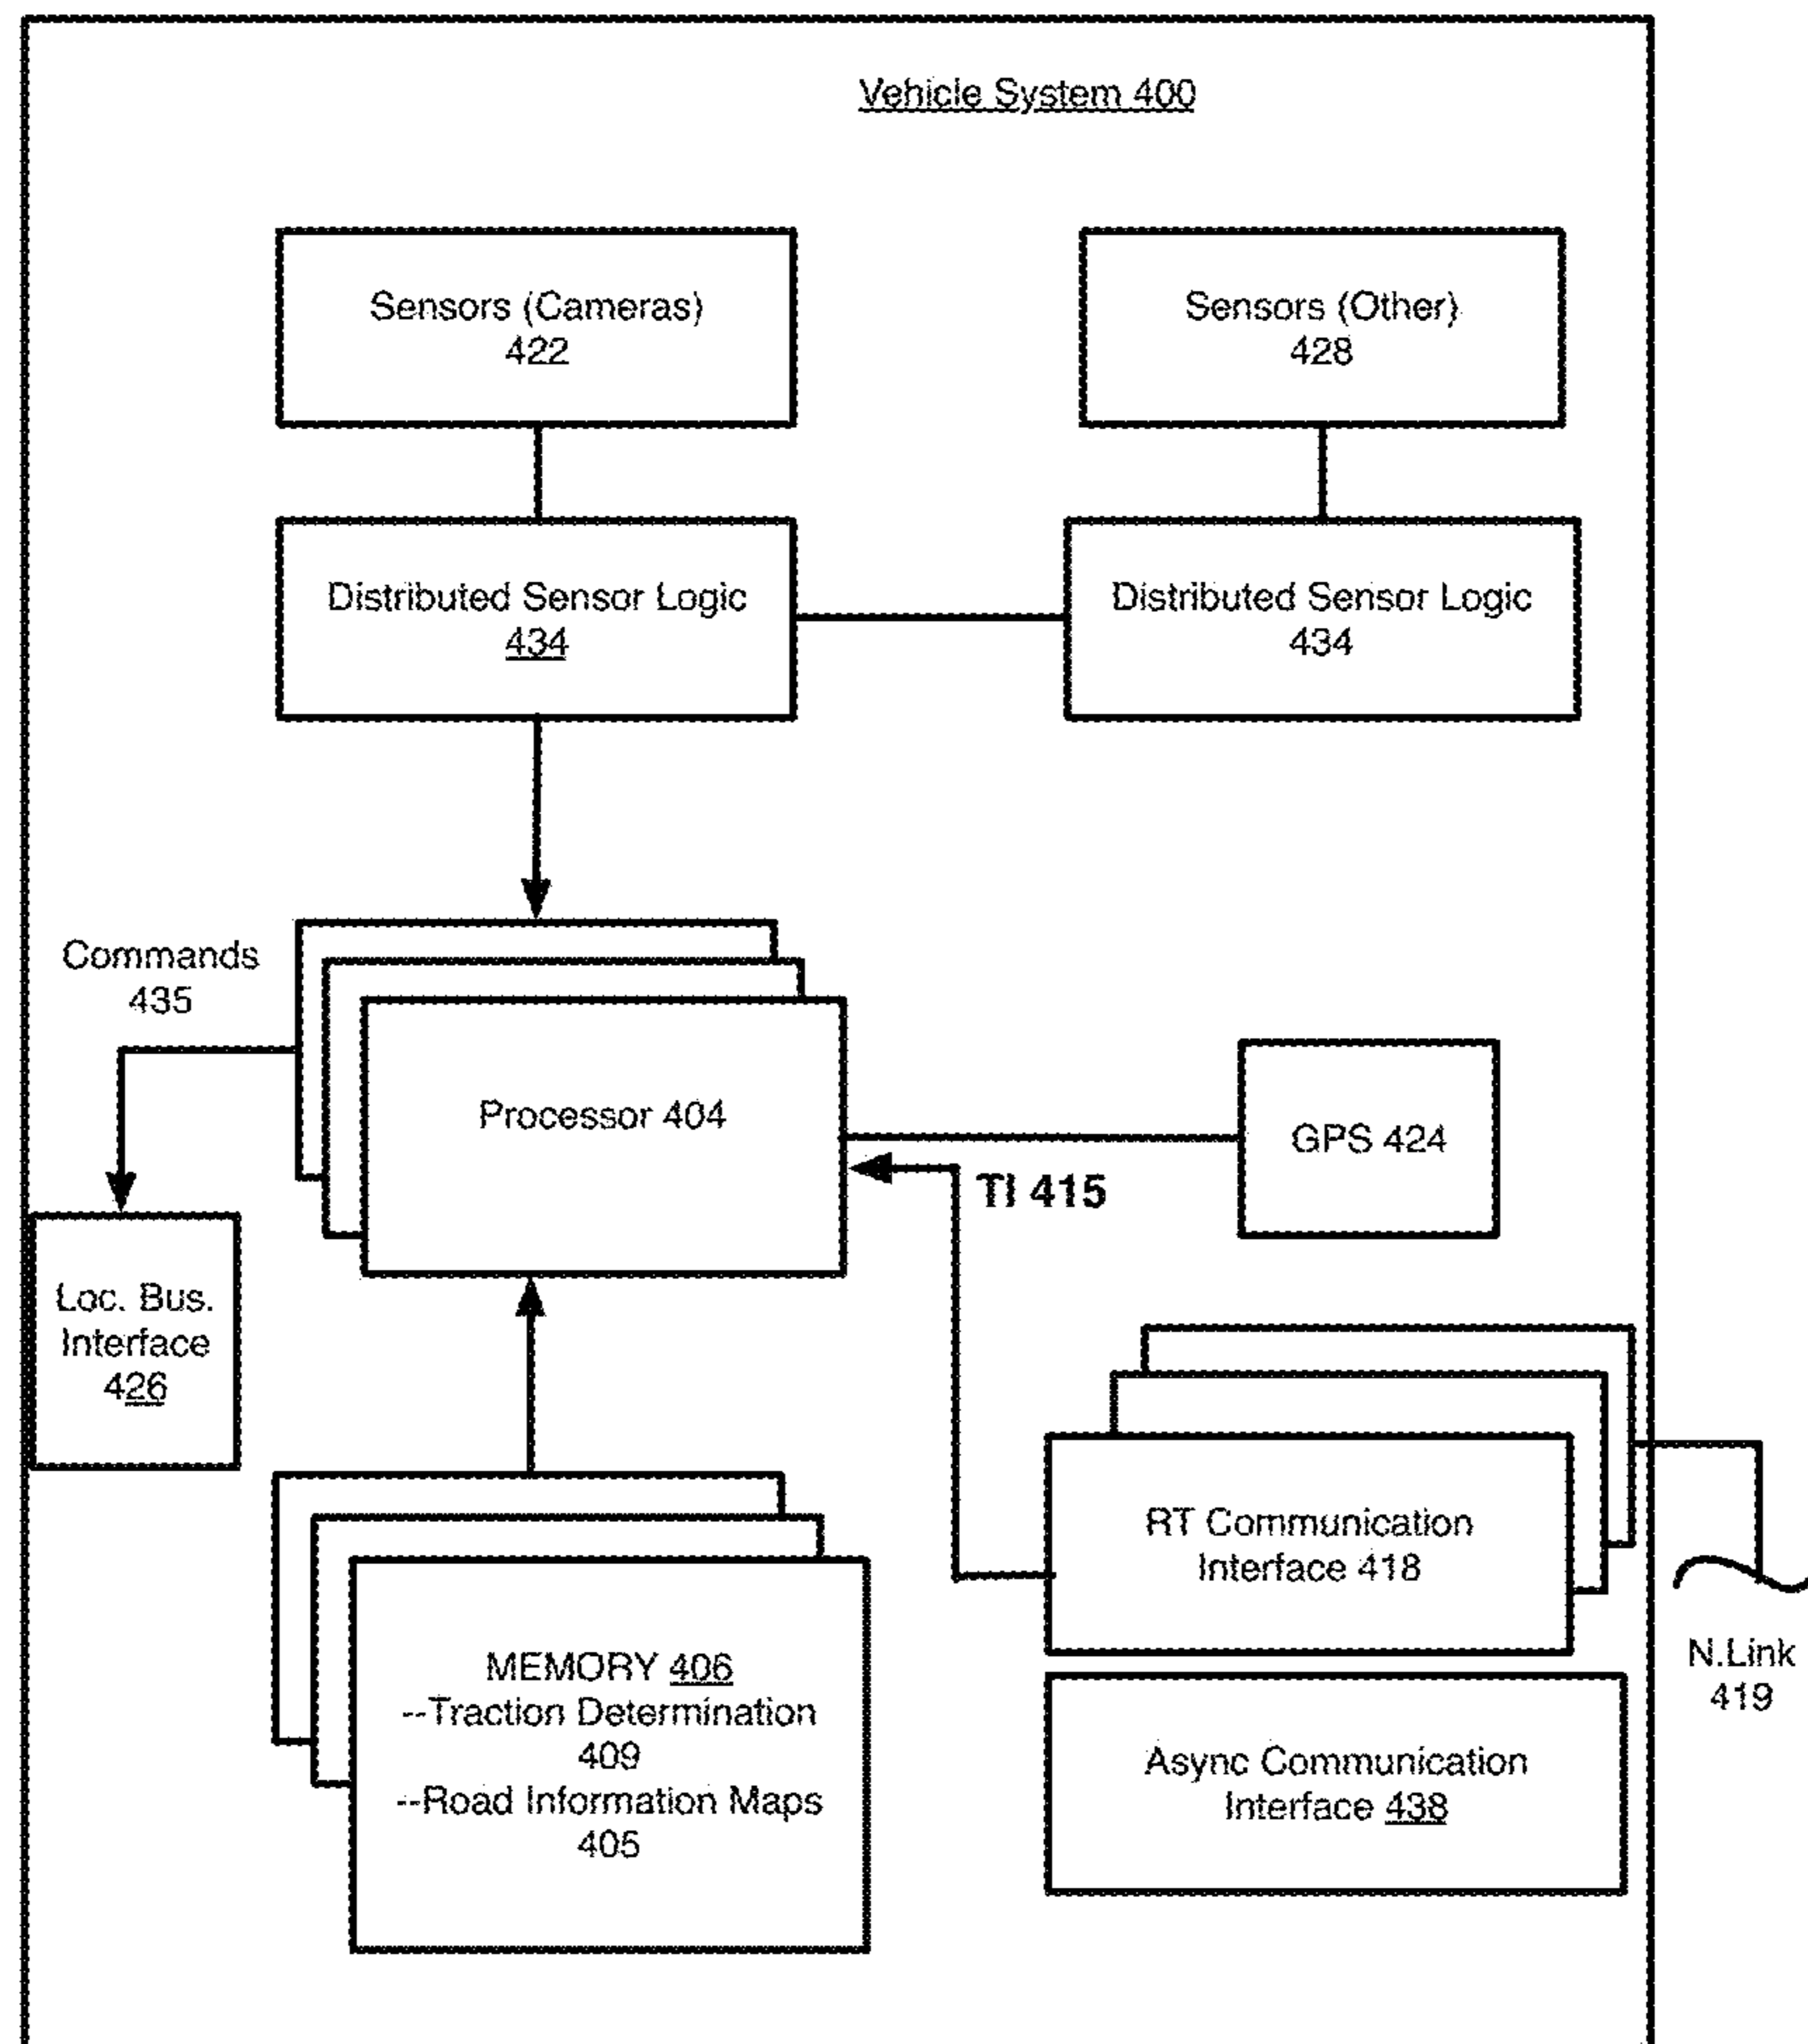 Vehicle System 400
Sensors (Cameras)
422
Sensors (Other)
428
Distributed Sensor Logic
434
Distributed Sensor Logic
434
Commands
435
Processor 404
GPS 424
TI 415
Loc. Bus.
Interface
426
RT Communication
Interface 418
N.Link
419
MEMORY 406
--Traction Determination
409
--Road Information Maps
405
Async Communication
Interface 438